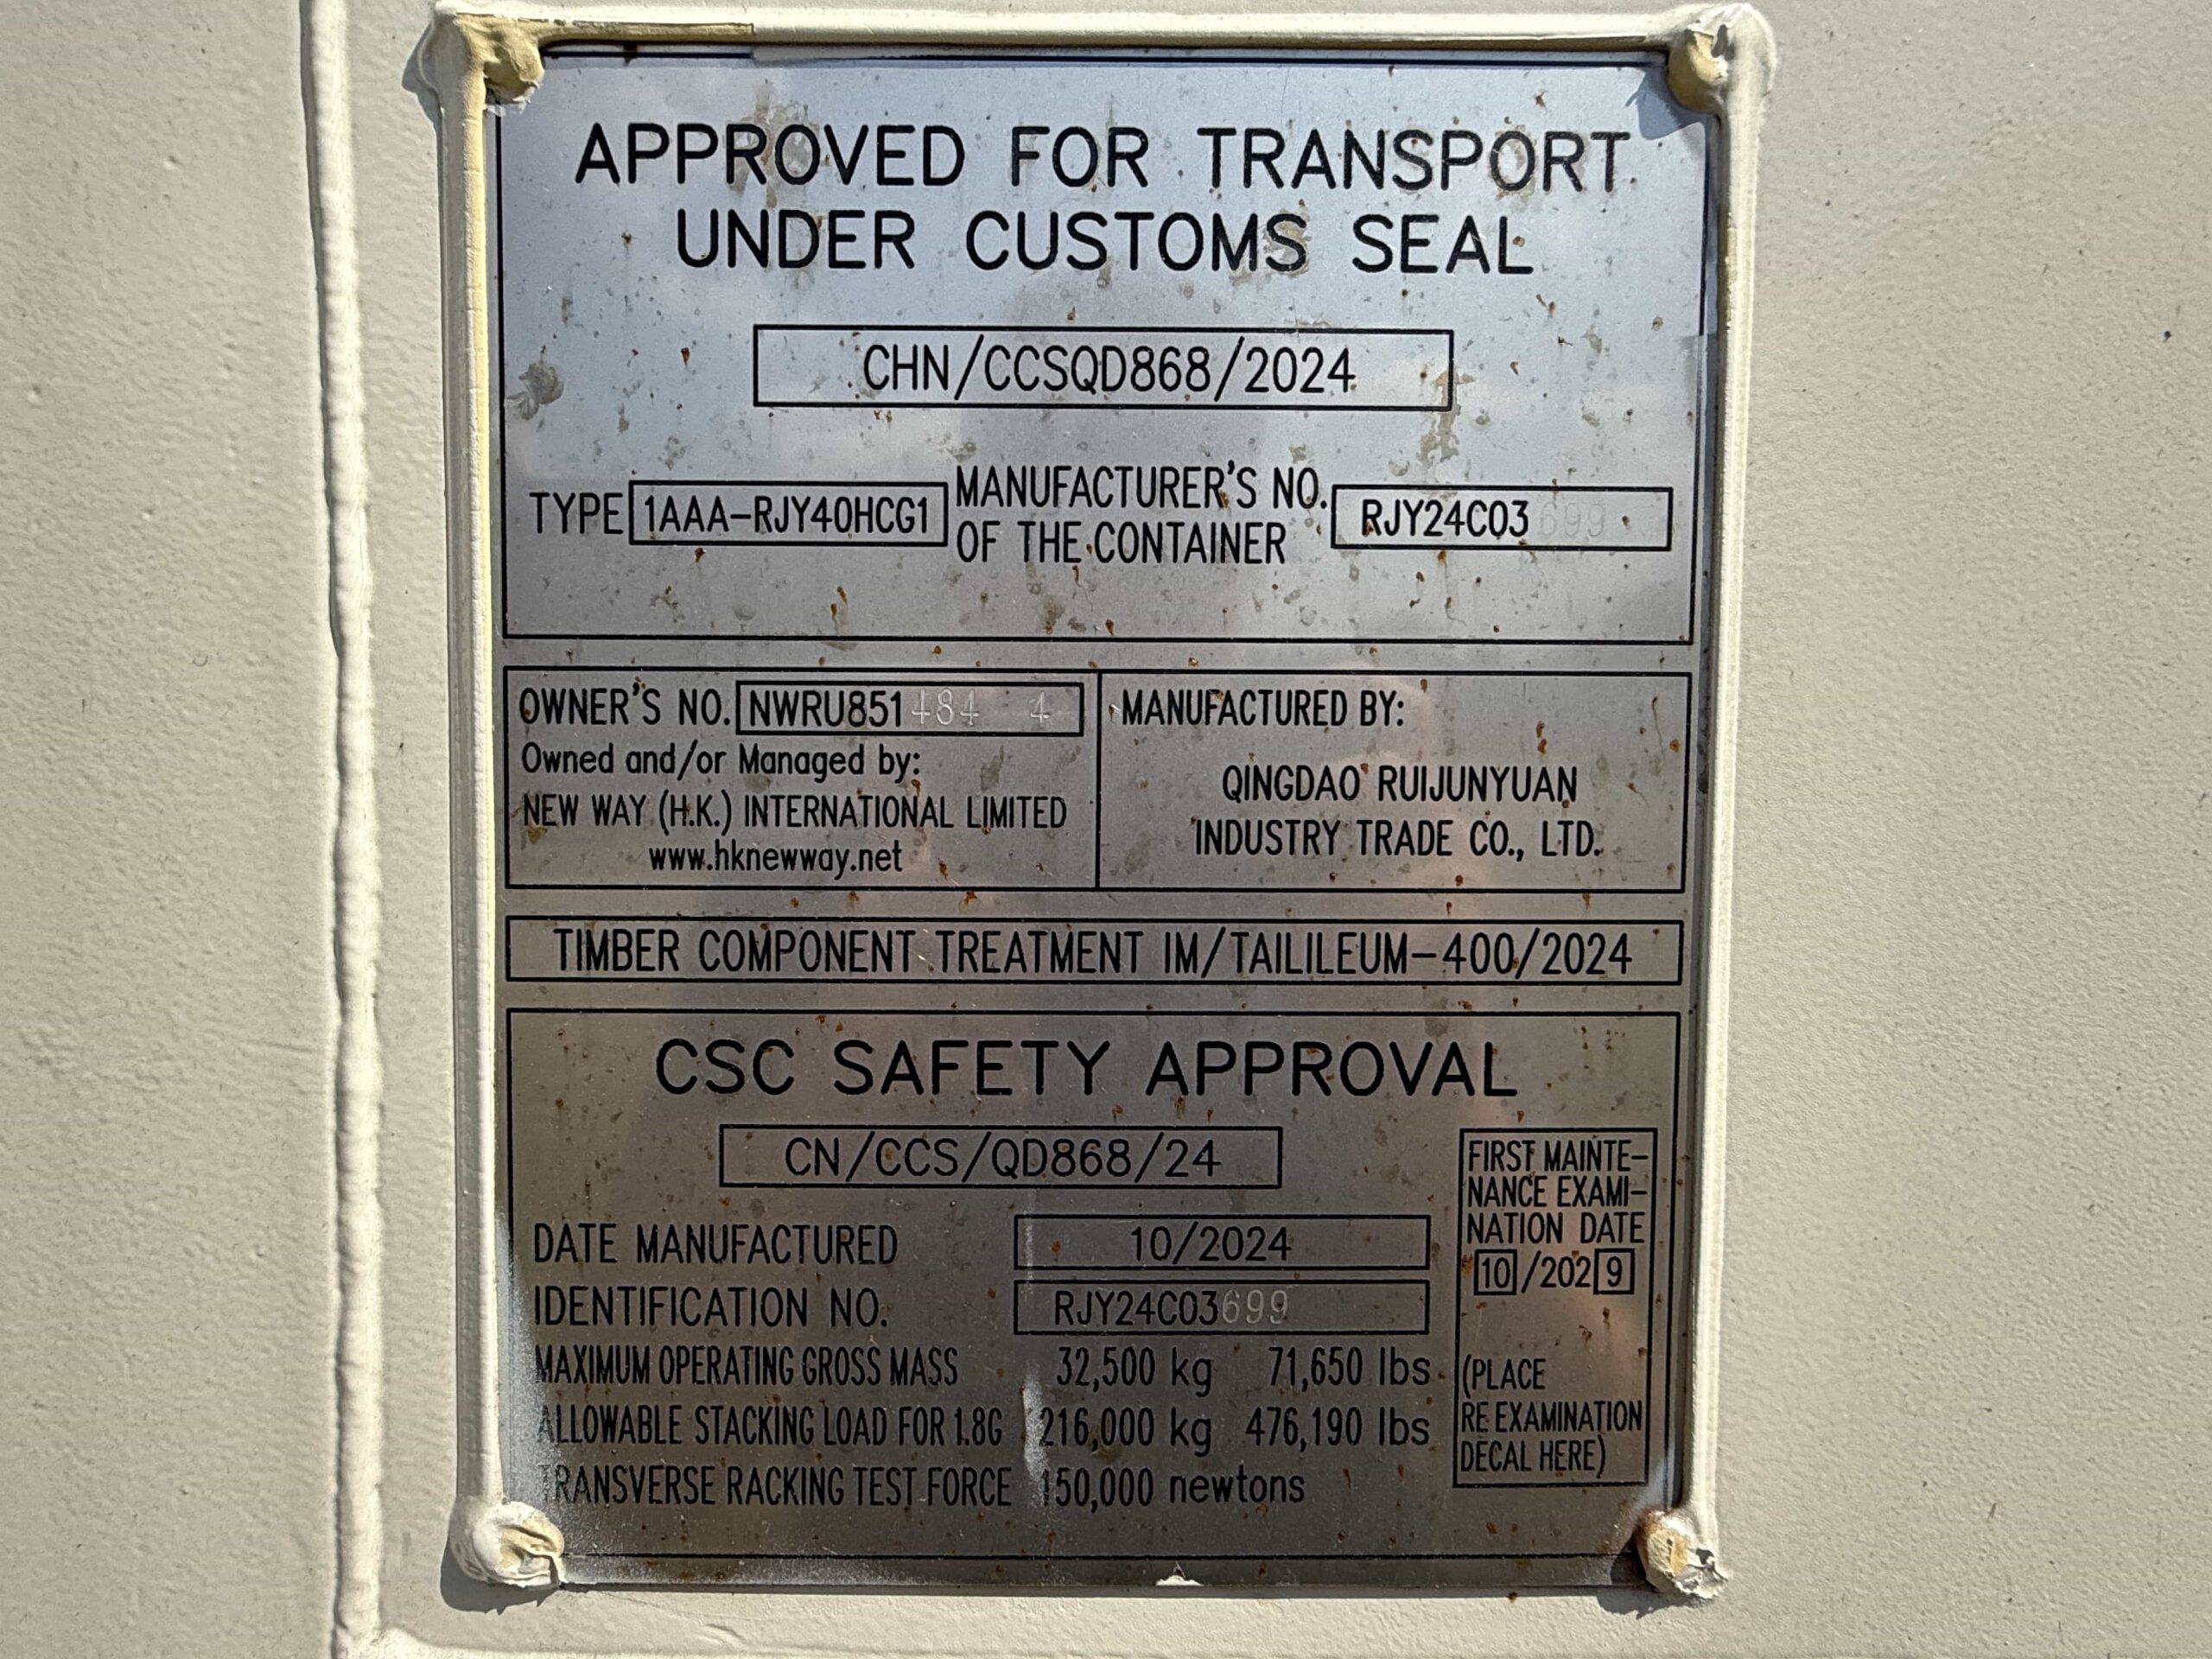 APPROVED FOR TRANSPORT
UNDER CUSTOMS SEAL
CHN/CCSQD868/2024
TYPE 1AAA-RJY40HCG1 MANUFACTURER'S NO.
OF THE CONTAINER RJY24C03699
OWNER'S NO. NWRU851484 4
Owned and/or Managed by:
NEW WAY (H.K.) INTERNATIONAL LIMITED
www.hknewway.net
MANUFACTURED BY:
QINGDAO RUIJUNYUAN
INDUSTRY TRADE CO., LTD.
TIMBER COMPONENT TREATMENT IM/TAILILEUM-400/2024
CSC SAFETY APPROVAL
CN/CCS/QD868/24
DATE MANUFACTURED 10/2024
IDENTIFICATION NO. RJY24C03699
MAXIMUM OPERATING GROSS MASS 32,500 kg 71,650 lbs
ALLOWABLE STACKING LOAD FOR 1.8G 216,000 kg 476,190 lbs
TRANSVERSE RACKING TEST FORCE 150,000 newtons
FIRST MAINTE-
NANCE EXAMI-
NATION DATE
10/2029
(PLACE
RE EXAMINATION
DECAL HERE)